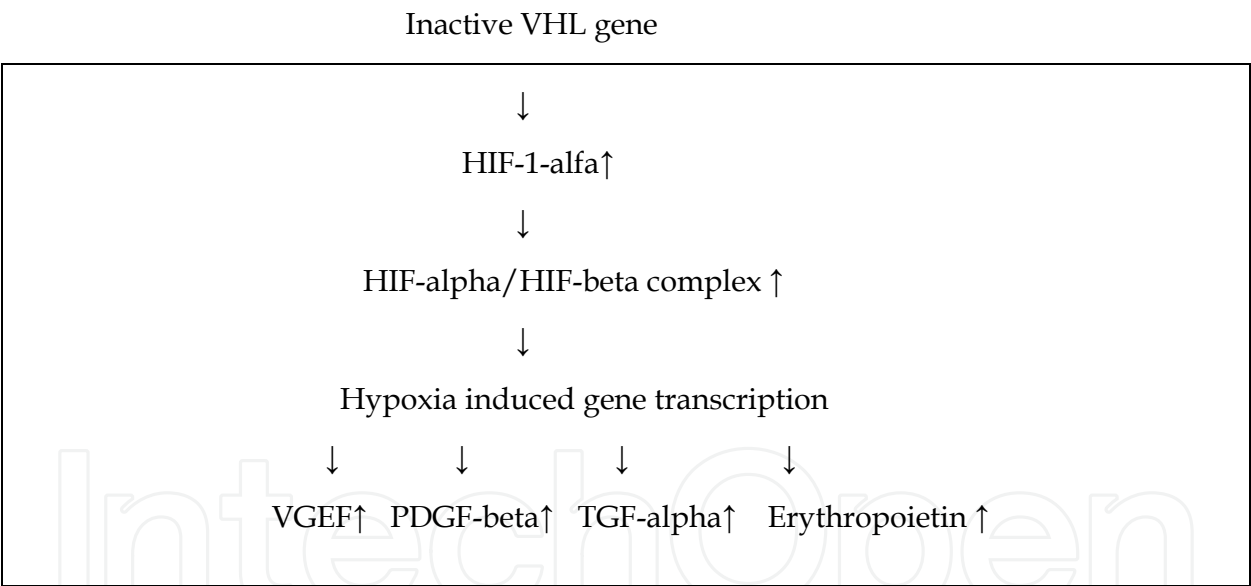 Inactive VHL gene
↓
HIF-1-alfa↑
↓
HIF-alpha/HIF-beta complex ↑
↓
Hypoxia induced gene transcription
↓ ↓ ↓ ↓
VGEF↑ PDGF-beta↑ TGF-alpha↑ Erythropoietin ↑
IntechOpen